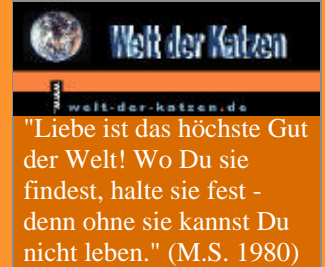 Welt der Katzen
welt-der-katzen.de
"Liebe ist das höchste Gut
der Welt! Wo Du sie
findest, halte sie fest -
denn ohne sie kannst Du
nicht leben." (M.S. 1980)